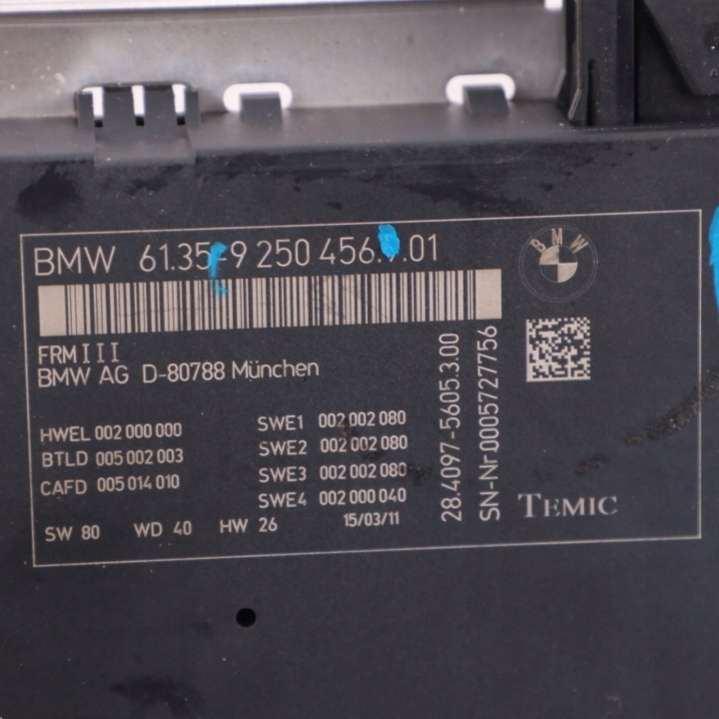 BMW 61.35-9 250 456. .01
BMW
FRM III
BMW AG D-80788 München
HWEL 002 000 000
BTLD 005 002 003
CAFD 005 014 010
SWE1 002 002 080
SWE2 002 002 080
SWE3 002 002 080
SWE4 002 000 040
SW 80 WD 40 HW 26 15/03/11
28.4097-5605.3.00
SN-Nr.0005727756
TEMIC